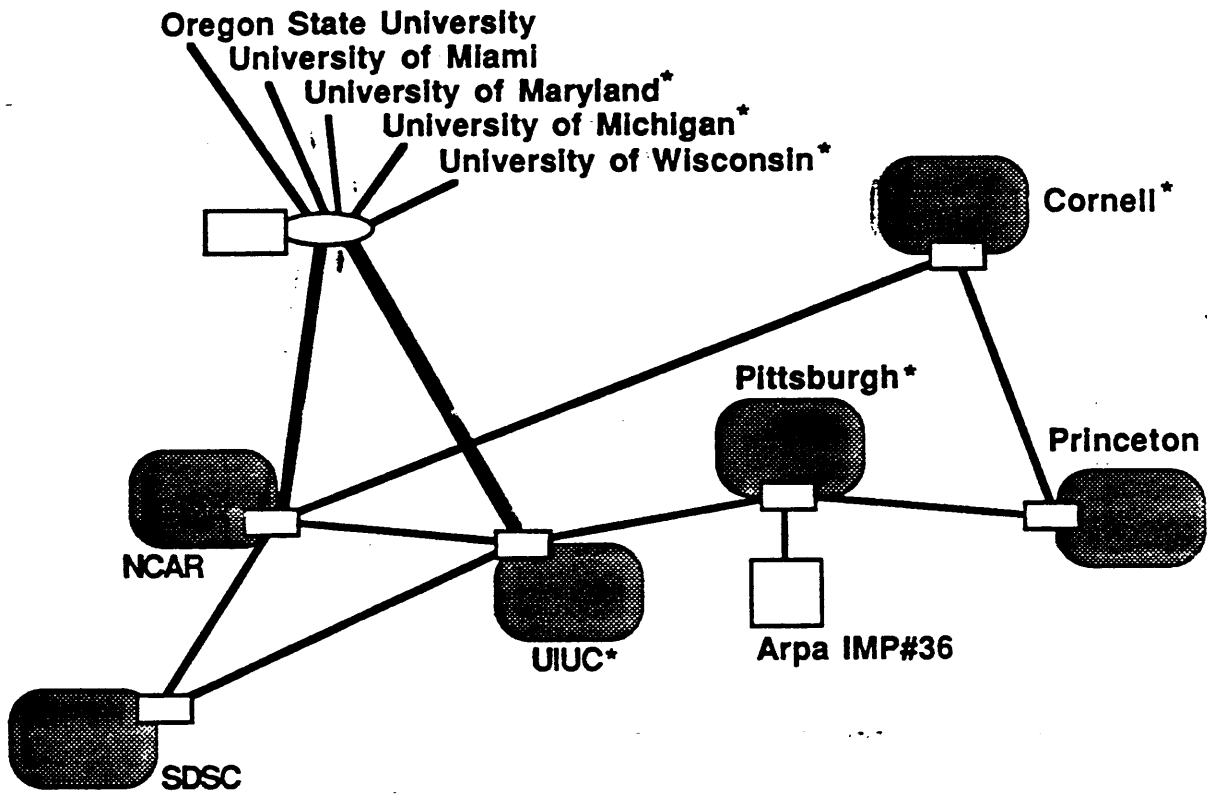 Oregon State University
University of Miami
University of Maryland*
University of Michigan*
University of Wisconsin*
Cornell*
Pittsburgh*
Princeton
NCAR
UIUC*
Arpa IMP#36
SDSC